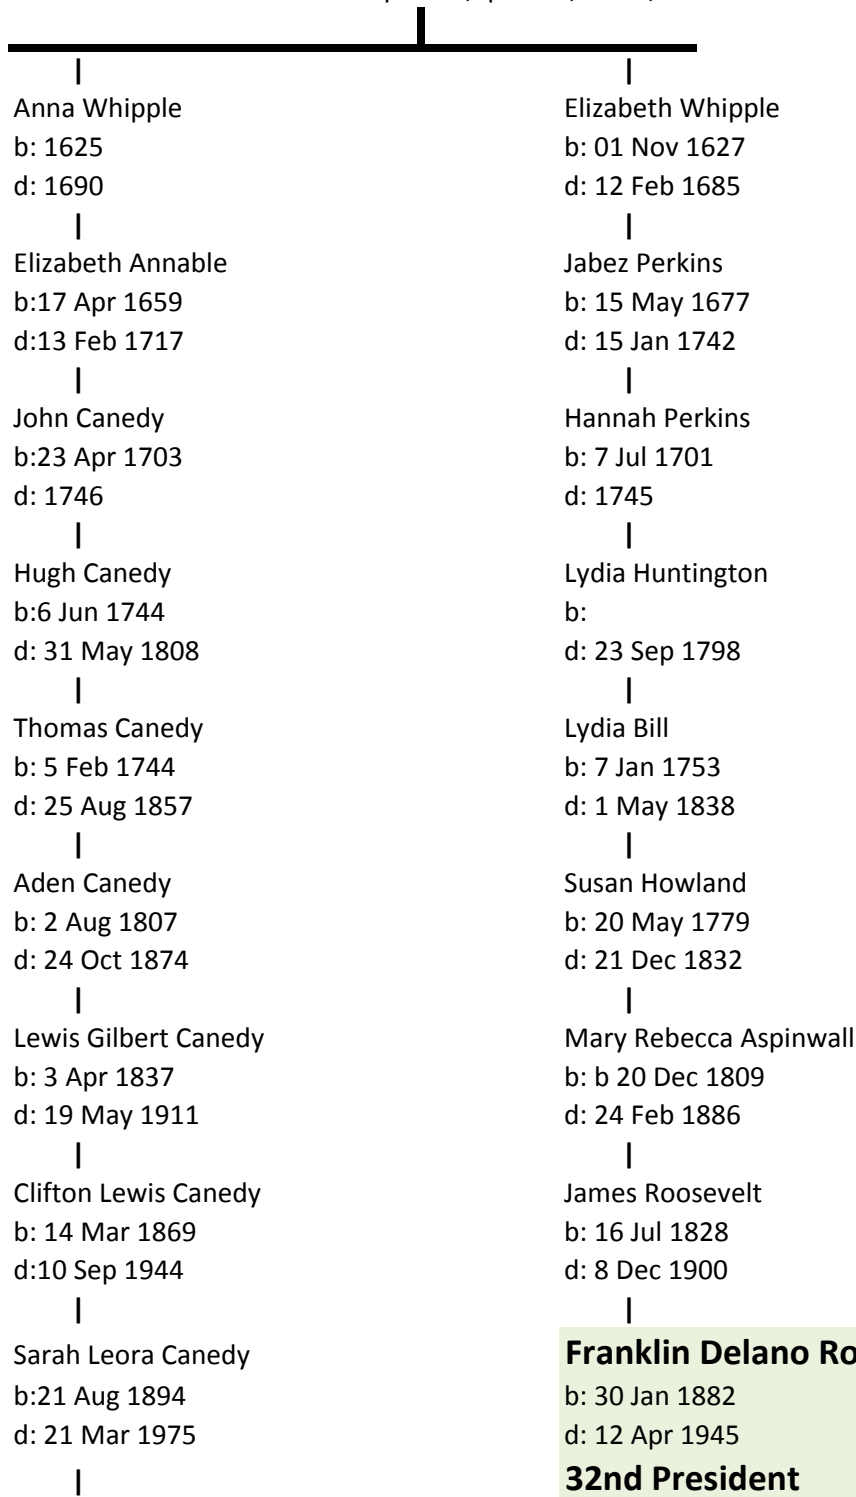 Anna Whipple
b: 1625
d: 1690
Elizabeth Annable
b:17 Apr 1659
d:13 Feb 1717
John Canedy
b:23 Apr 1703
d: 1746
Hugh Canedy
b:6 Jun 1744
d: 31 May 1808
Thomas Canedy
b: 5 Feb 1744
d: 25 Aug 1857
Aden Canedy
b: 2 Aug 1807
d: 24 Oct 1874
Lewis Gilbert Canedy
b: 3 Apr 1837
d: 19 May 1911
Clifton Lewis Canedy
b: 14 Mar 1869
d:10 Sep 1944
Sarah Leora Canedy
b:21 Aug 1894
d: 21 Mar 1975
Elizabeth Whipple
b: 01 Nov 1627
d: 12 Feb 1685
Jabez Perkins
b: 15 May 1677
d: 15 Jan 1742
Hannah Perkins
b: 7 Jul 1701
d: 1745
Lydia Huntington
b:
d: 23 Sep 1798
Lydia Bill
b: 7 Jan 1753
d: 1 May 1838
Susan Howland
b: 20 May 1779
d: 21 Dec 1832
Mary Rebecca Aspinwall
b: b 20 Dec 1809
d: 24 Feb 1886
James Roosevelt
b: 16 Jul 1828
d: 8 Dec 1900
Franklin Delano Ro
b: 30 Jan 1882
d: 12 Apr 1945
32nd President